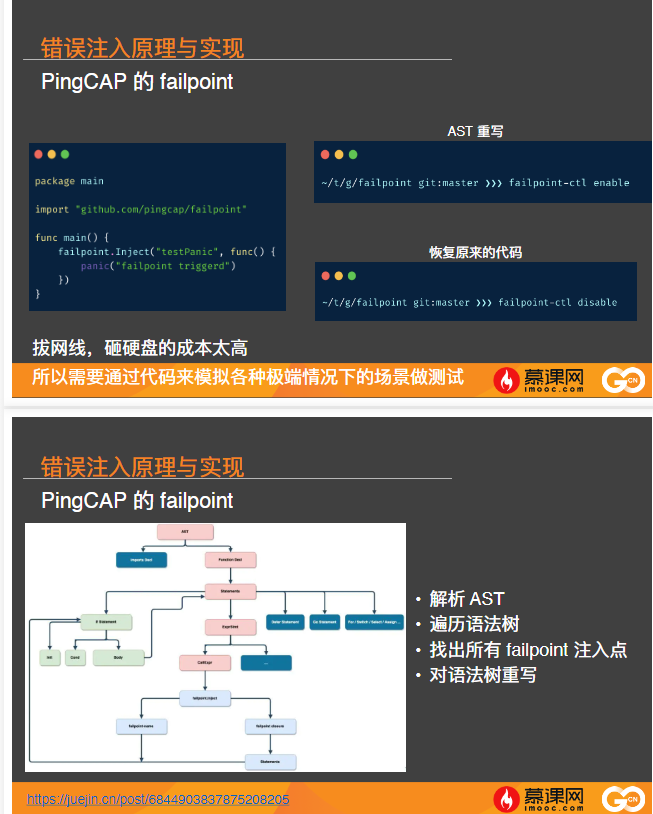 错误注入原理与实现
PingCAP 的 failpoint
AST 重写
package main
import "github.com/pingcap/failpoint"
func main() {
failpoint.Inject("testPanic", func() {
panic("failpoint triggerd")
})
}
~/t/g/failpoint git:master ❯❯❯ failpoint-ctl enable
恢复原来的代码
~/t/g/failpoint git:master ❯❯❯ failpoint-ctl disable
拔网线，砸硬盘的成本太高
所以需要通过代码来模拟各种极端情况下的场景做测试
慕课网
imooc.com
GO CN
错误注入原理与实现
PingCAP 的 failpoint
AST
Imports Decl
Function Decl
Statements
If Statement
Defer Statement
Go Statement
For / Switch / Select / Assign ...
ExprStmt
Init
Cond
Body
CallExpr
...
failpoint.Inject
failpoint name
failpoint closure
Statements
• 解析 AST
• 遍历语法树
• 找出所有 failpoint 注入点
• 对语法树重写
https://juejin.cn/post/6844903837875208205
慕课网
imooc.com
GO CN